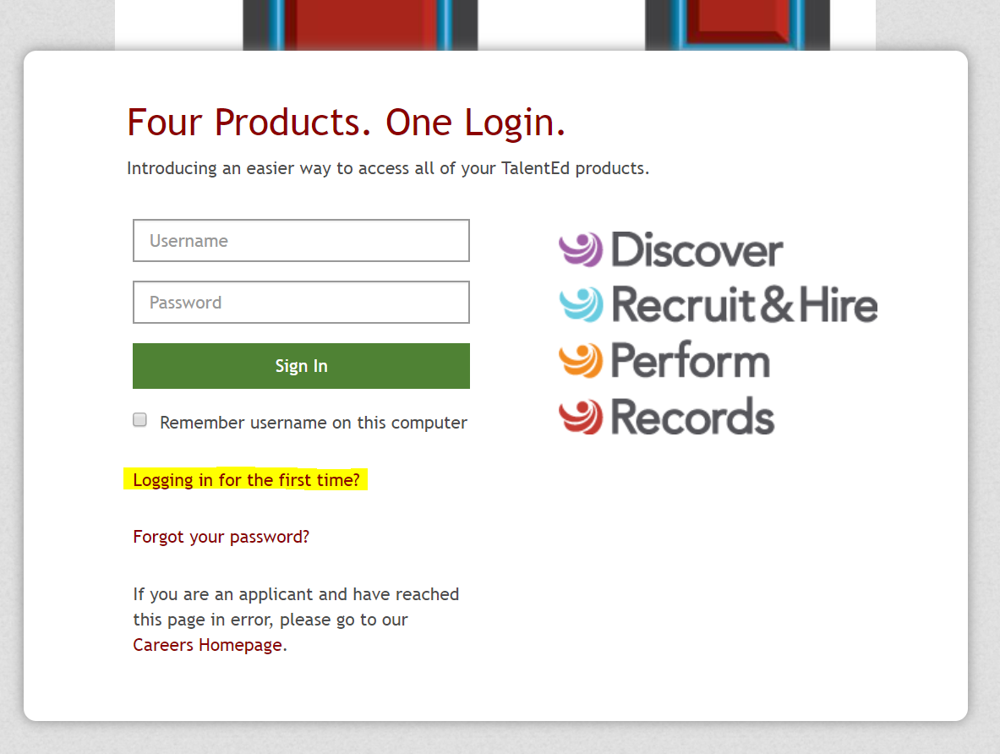 Four Products. One Login.
Introducing an easier way to access all of your TalentEd products.
Username
Password
Sign In
Remember username on this computer
Logging in for the first time?
Forgot your password?
If you are an applicant and have reached
this page in error, please go to our
Careers Homepage.
Discover
Recruit & Hire
Perform
Records